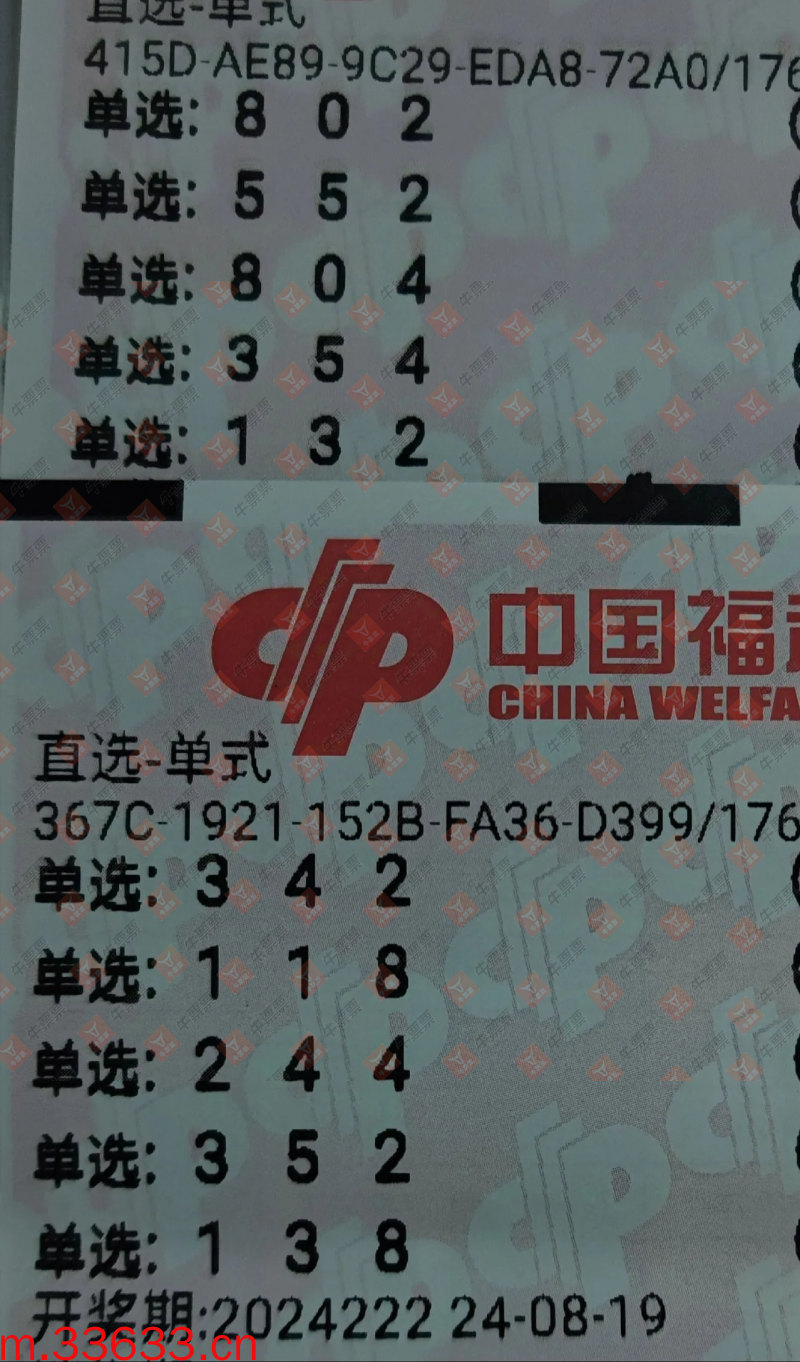 直选-单式
415D-AE89-9C29-EDA8-72A0/176
单选: 8 0 2
单选: 5 5 2
单选: 8 0 4
单选: 3 5 4
单选: 1 3 2
中国福
CHINA WELFA
直选-单式
367C-1921-152B-FA36-D399/176
单选: 3 4 2
单选: 1 1 8
单选: 2 4 4
单选: 3 5 2
单选: 1 3 8
开奖期:2024222 24-08-19
m.33633.cn
牛票票